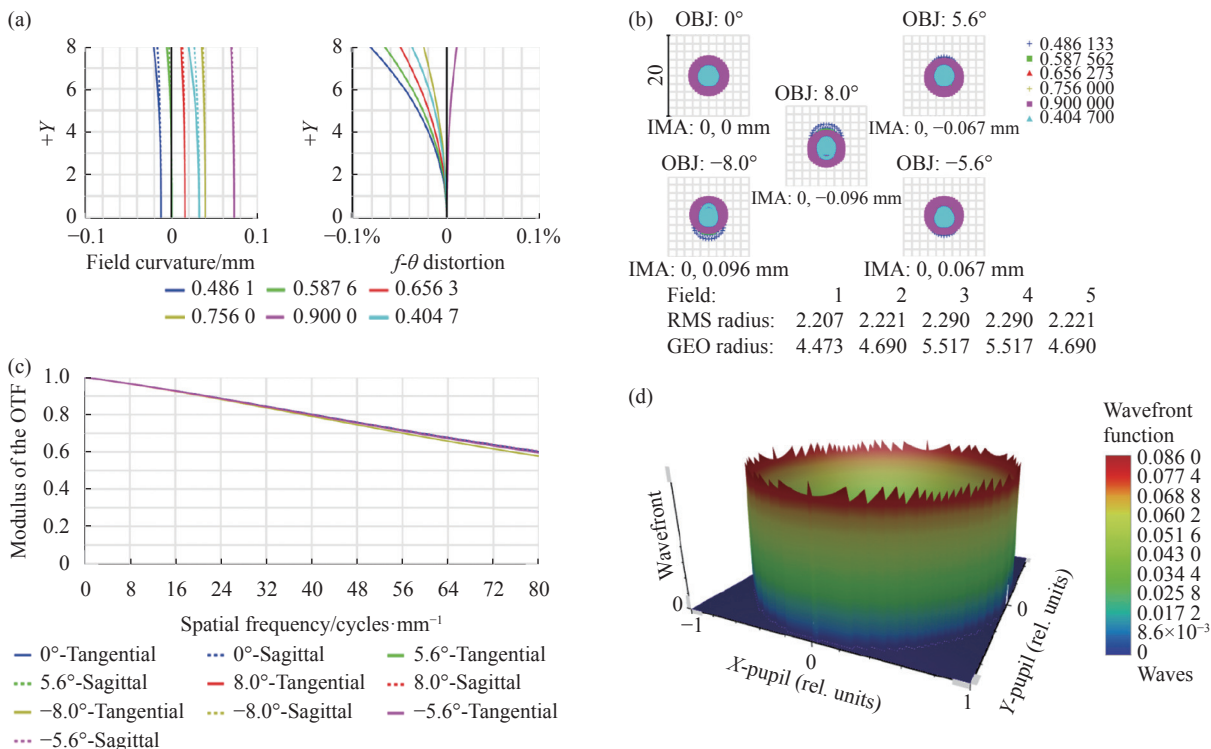 (a)
8
6
4
2
0
+Y
−0.1
0
0.1
Field curvature/mm
8
6
4
2
0
+Y
−0.1%
0
0.1%
f-θ distortion
0.486 1
0.587 6
0.656 3
0.756 0
0.900 0
0.404 7
(b)
OBJ: 0°
20
IMA: 0, 0 mm
OBJ: 5.6°
IMA: 0, −0.067 mm
OBJ: 8.0°
IMA: 0, −0.096 mm
OBJ: −8.0°
IMA: 0, 0.096 mm
OBJ: −5.6°
IMA: 0, 0.067 mm
0.486 133
0.587 562
0.656 273
0.756 000
0.900 000
0.404 700
Field: 1 2 3 4 5
RMS radius: 2.207 2.221 2.290 2.290 2.221
GEO radius: 4.473 4.690 5.517 5.517 4.690
(c)
Modulus of the OTF
1.0
0.8
0.6
0.4
0.2
0
0 8 16 24 32 40 48 56 64 72 80
Spatial frequency/cycles·mm⁻¹
0°-Tangential
0°-Sagittal
5.6°-Tangential
5.6°-Sagittal
8.0°-Tangential
8.0°-Sagittal
−8.0°-Tangential
−8.0°-Sagittal
−5.6°-Tangential
−5.6°-Sagittal
(d)
Wavefront
0
−1
0
1
X-pupil (rel. units)
0
Y-pupil (rel. units)
Wavefront
function
0.086 0
0.077 4
0.068 8
0.060 2
0.051 6
0.043 0
0.034 4
0.025 8
0.017 2
8.6×10⁻³
0
Waves